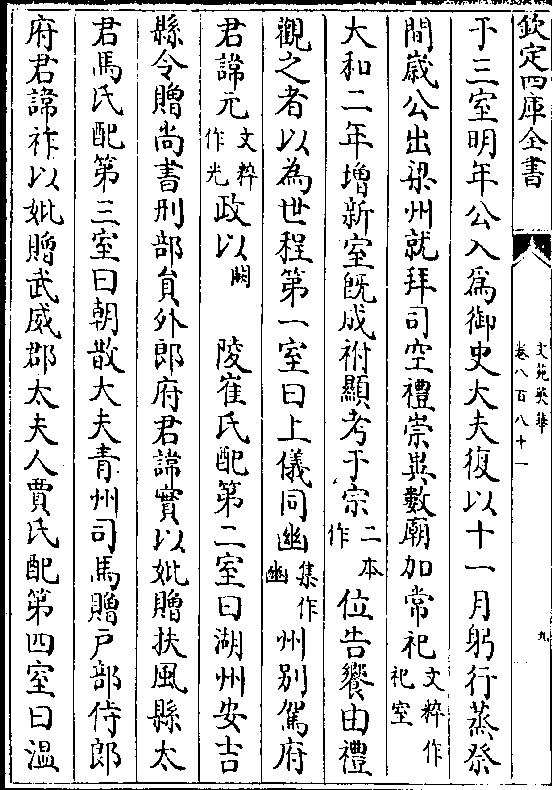 欽定四庫全書
文苑英華
卷八百八十一
九
于三室明年公入爲御史大夫復以十一月躬行蒸祭
間歲公出梁州就拜司空禮崇異數廟加常祀文粹作祀室
大和二年增新室既成祔顯考于宗二本作位告饗由禮
觀之者以為世程第一室曰上儀同幽集作豳州別駕府
君諱元文粹作光政以闕陵崔氏配第二室曰湖州安吉
縣令贈尚書刑部員外郎府君諱實以妣贈扶風縣太
君馬氏配第三室曰朝散大夫青州司馬贈戶部侍郎
府君諱祚以妣贈武威郡太夫人賈氏配第四室曰溫